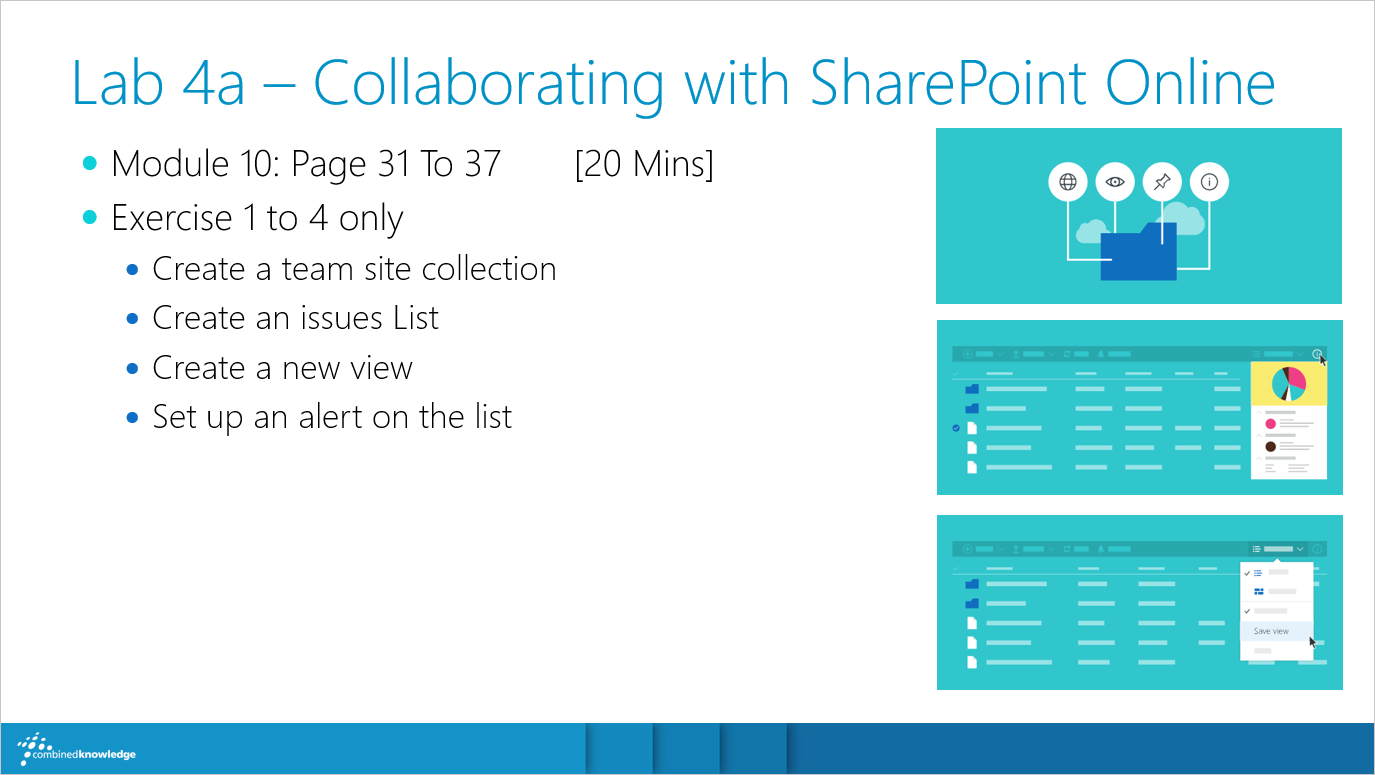 Lab 4a – Collaborating with SharePoint Online
Module 10: Page 31 To 37 [20 Mins]
Exercise 1 to 4 only
Create a team site collection
Create an issues List
Create a new view
Set up an alert on the list
Save view
combinedknowledge